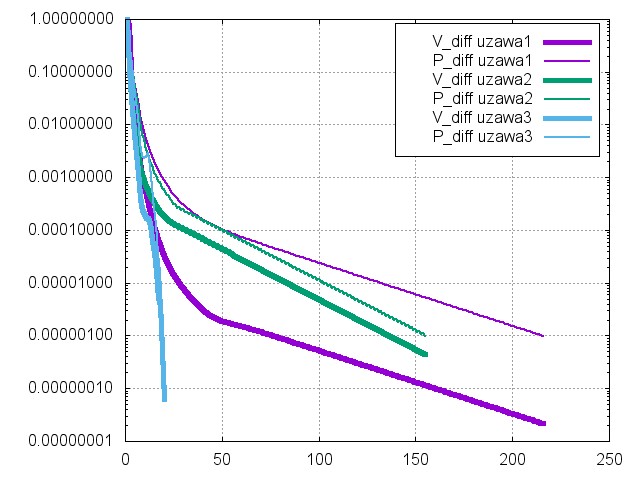 1.00000000
0.10000000
0.01000000
0.00100000
0.00010000
0.00001000
0.00000100
0.00000010
0.00000001
0
50
100
150
200
250
V_diff uzawa1
P_diff uzawa1
V_diff uzawa2
P_diff uzawa2
V_diff uzawa3
P_diff uzawa3